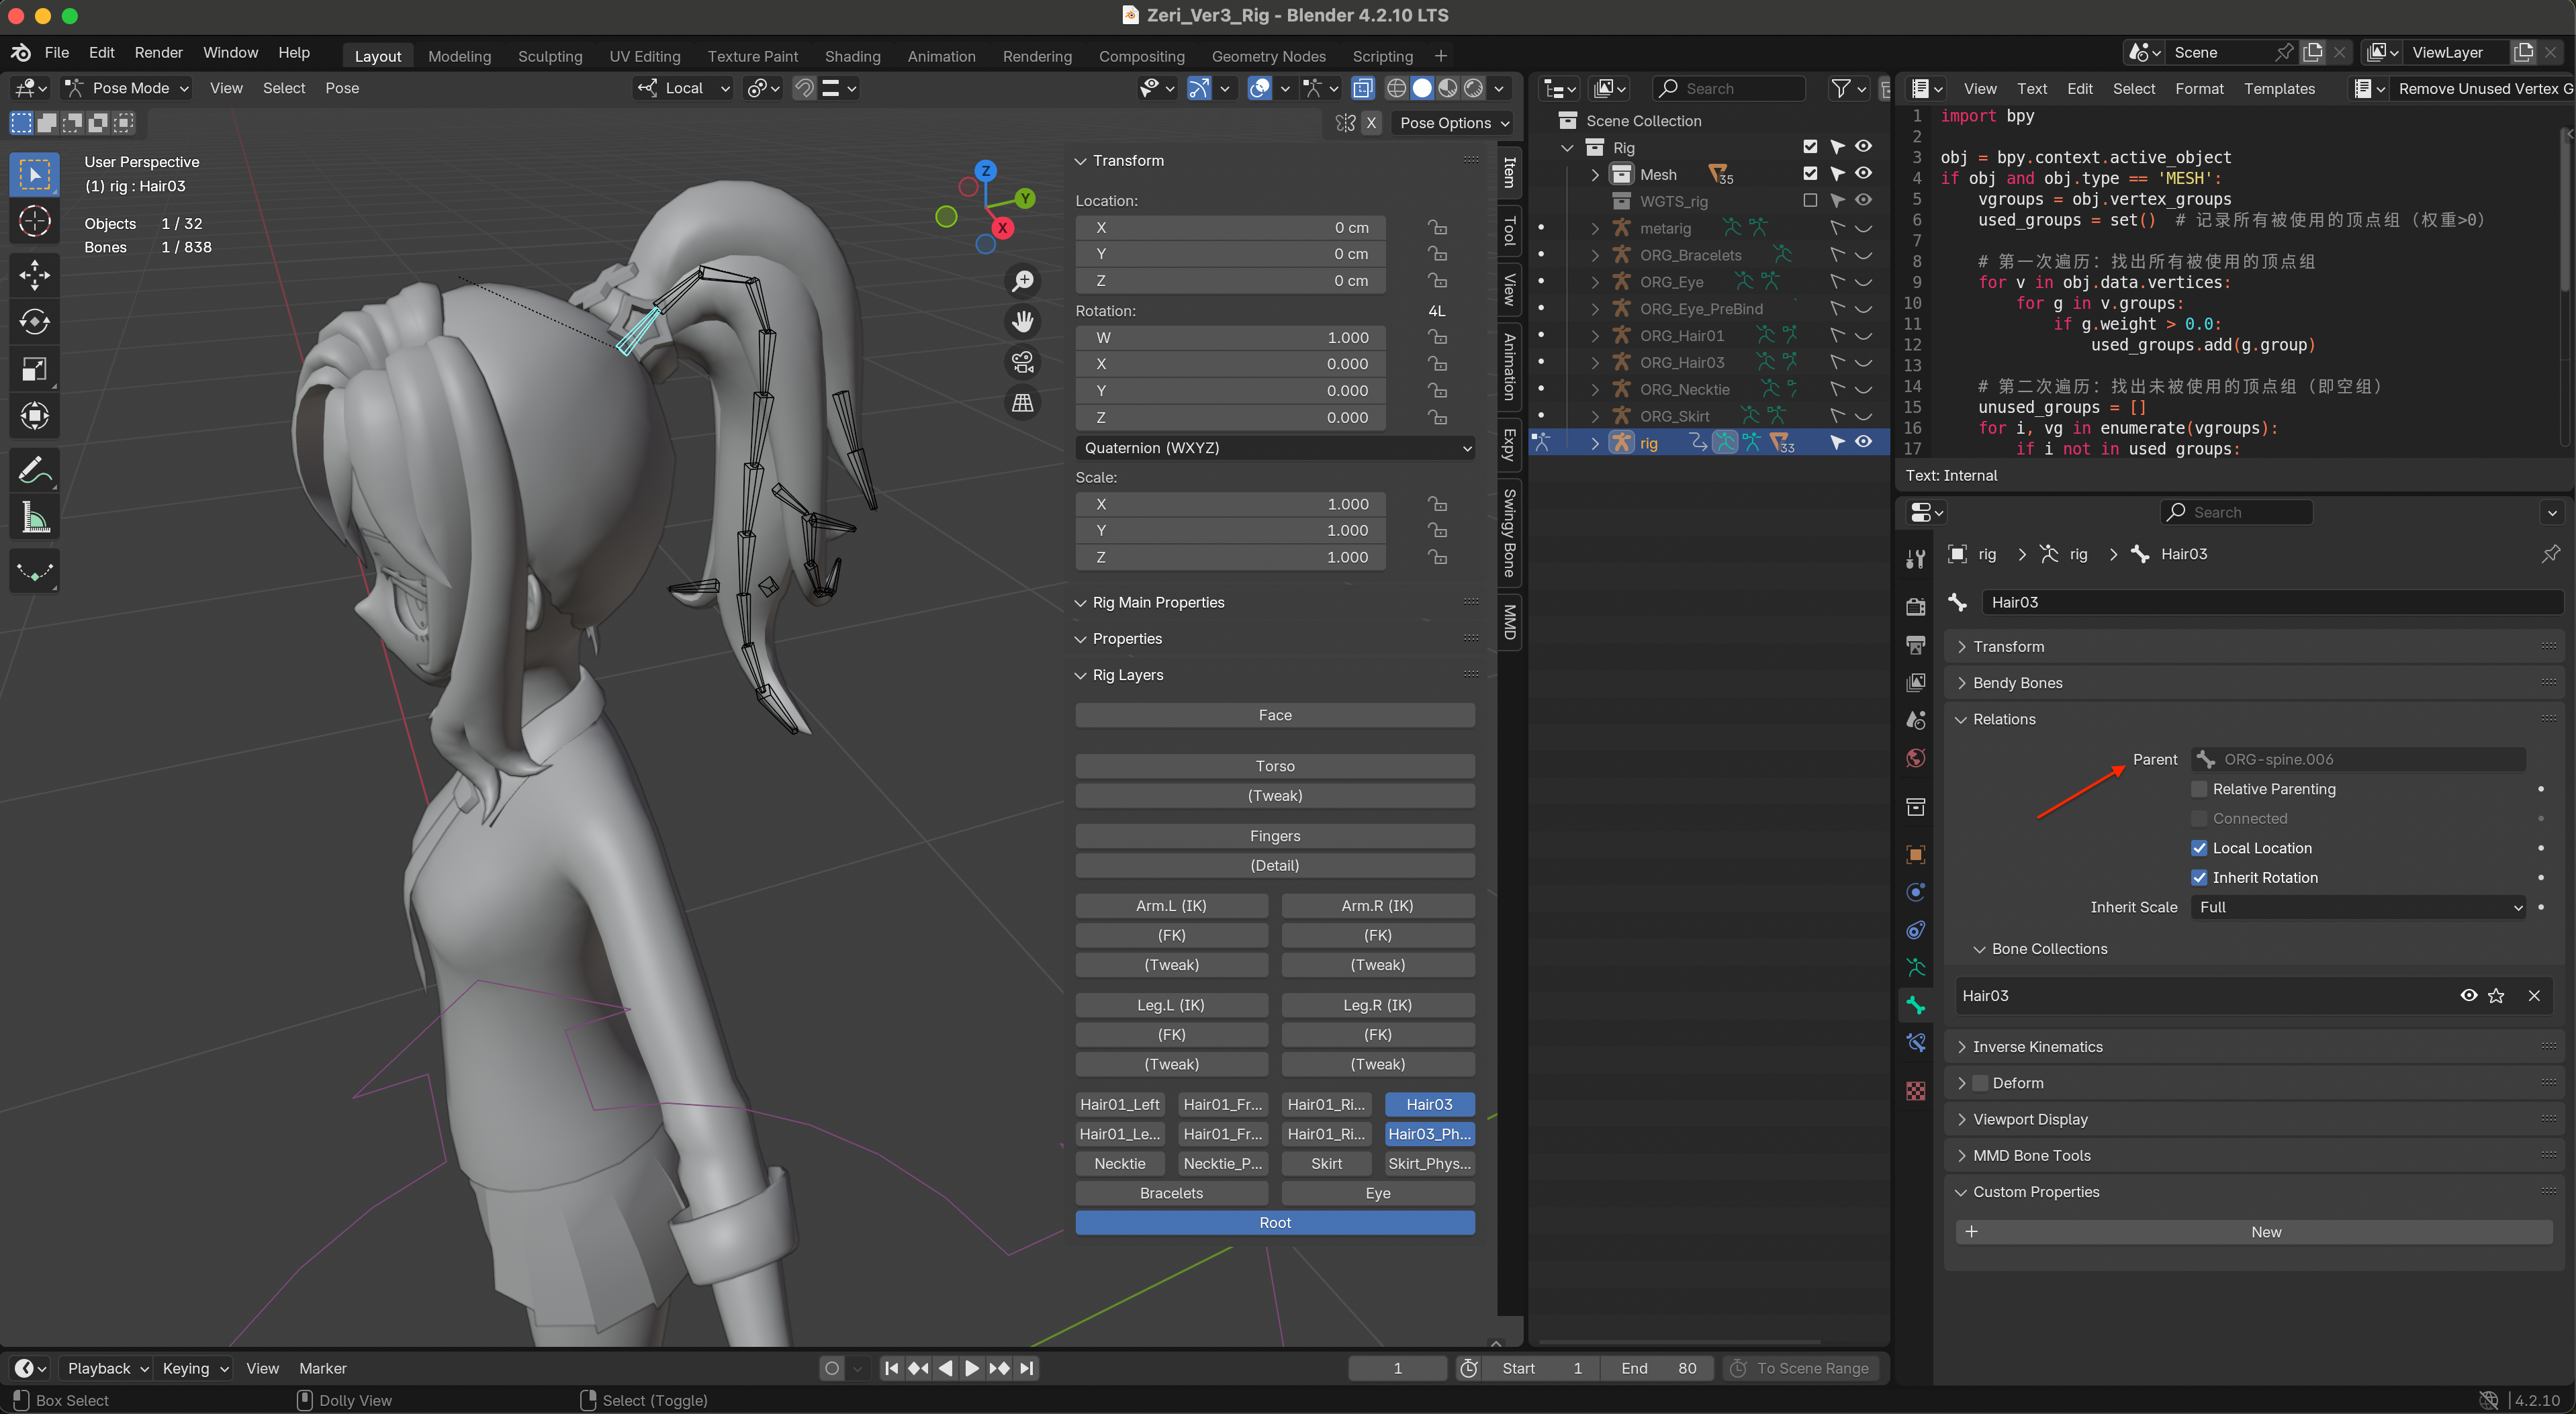 Zeri_Ver3_Rig - Blender 4.2.10 LTS
File Edit Render Window Help
Layout Modeling Sculpting UV Editing Texture Paint Shading Animation Rendering Compositing Geometry Nodes Scripting +
Scene
ViewLayer
Pose Mode View Select Pose
Local
X Pose Options
User Perspective
(1) rig : Hair03
Objects 1 / 32
Bones 1 / 838
Z
Y
X
Transform
Location:
X 0 cm
Y 0 cm
Z 0 cm
Rotation: 4L
W 1.000
X 0.000
Y 0.000
Z 0.000
Quaternion (WXYZ)
Scale:
X 1.000
Y 1.000
Z 1.000
Rig Main Properties
Properties
Rig Layers
Face
Torso
(Tweak)
Fingers
(Detail)
Arm.L (IK) Arm.R (IK)
(FK) (FK)
(Tweak) (Tweak)
Leg.L (IK) Leg.R (IK)
(FK) (FK)
(Tweak) (Tweak)
Hair01_Left Hair01_Fr... Hair01_Ri... Hair03
Hair01_Le... Hair01_Fr... Hair01_Ri... Hair03_Ph...
Necktie Necktie_P... Skirt Skirt_Phys...
Bracelets Eye
Root
Item
Tool
View
Animation
Expy
Swingy Bone
MMD
Search
Scene Collection
Rig
Mesh 35
WGTS_rig
metarig
ORG_Bracelets
ORG_Eye
ORG_Eye_PreBind
ORG_Hair01
ORG_Hair03
ORG_Necktie
ORG_Skirt
rig 33
View Text Edit Select Format Templates Remove Unused Vertex G
1 import bpy
2
3 obj = bpy.context.active_object
4 if obj and obj.type == 'MESH':
5 vgroups = obj.vertex_groups
6 used_groups = set() # 记录所有被使用的顶点组（权重>0）
7
8 # 第一次遍历：找出所有被使用的顶点组
9 for v in obj.data.vertices:
10 for g in v.groups:
11 if g.weight > 0.0:
12 used_groups.add(g.group)
13
14 # 第二次遍历：找出未被使用的顶点组（即空组）
15 unused_groups = []
16 for i, vg in enumerate(vgroups):
17 if i not in used_groups:
Text: Internal
Search
rig > rig > Hair03
Hair03
Transform
Bendy Bones
Relations
Parent ORG-spine.006
Relative Parenting
Connected
Local Location
Inherit Rotation
Inherit Scale Full
Bone Collections
Hair03
Inverse Kinematics
Deform
Viewport Display
MMD Bone Tools
Custom Properties
+ New
Playback Keying View Marker
1 Start 1 End 80 To Scene Range
Box Select Dolly View Select (Toggle) 4.2.10